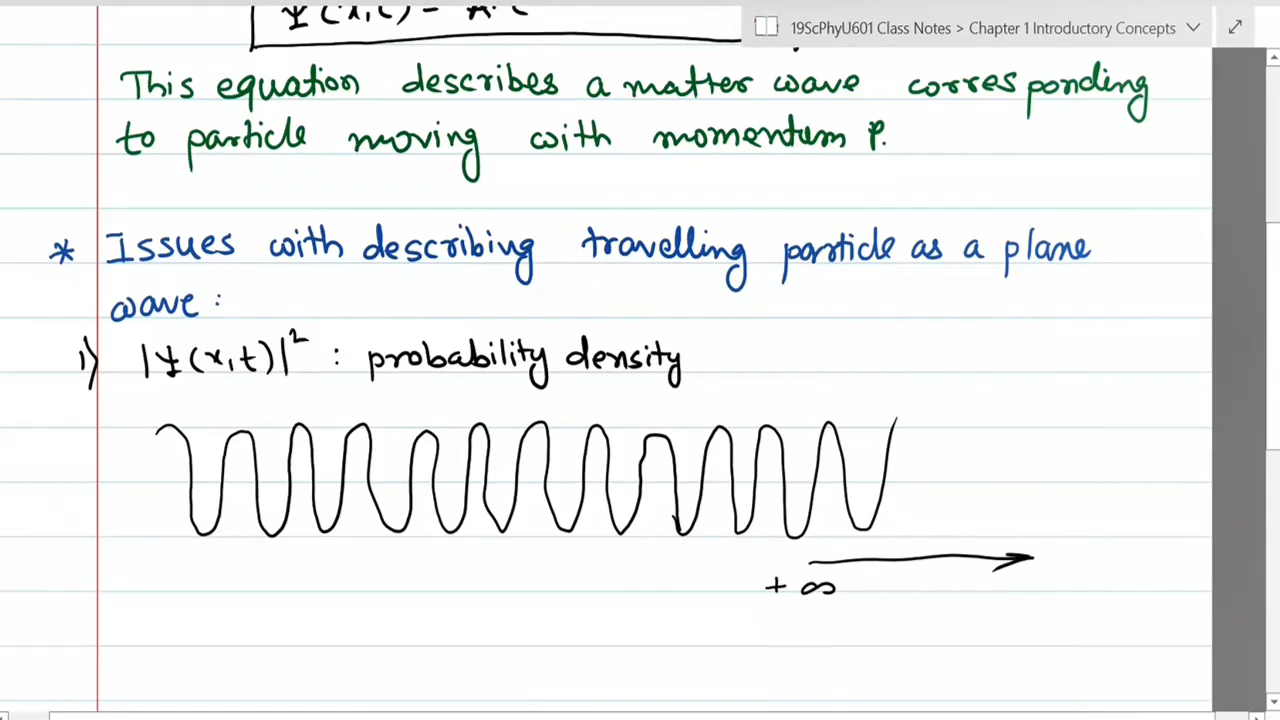 19ScPhyU601 Class Notes > Chapter 1 Introductory Concepts
This equation describes a matter wave corresponding
to particle moving with momentum P.
* Issues with describing travelling particle as a plane
wave :
1) |Ψ(x,t)|² : probability density
+ ∞